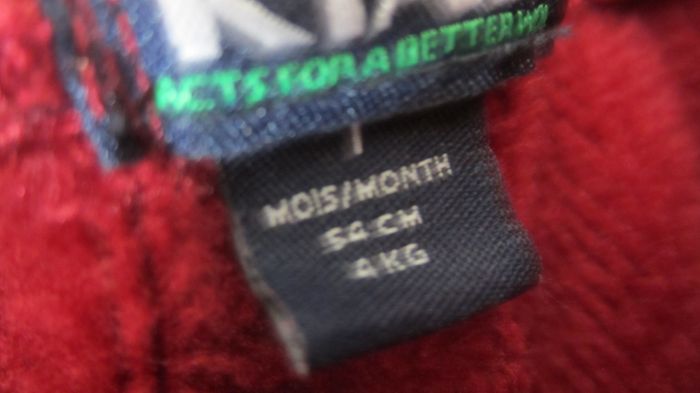 ACTS FOR A BETTER
1
MOIS/MONTH
54 CM
4 KG